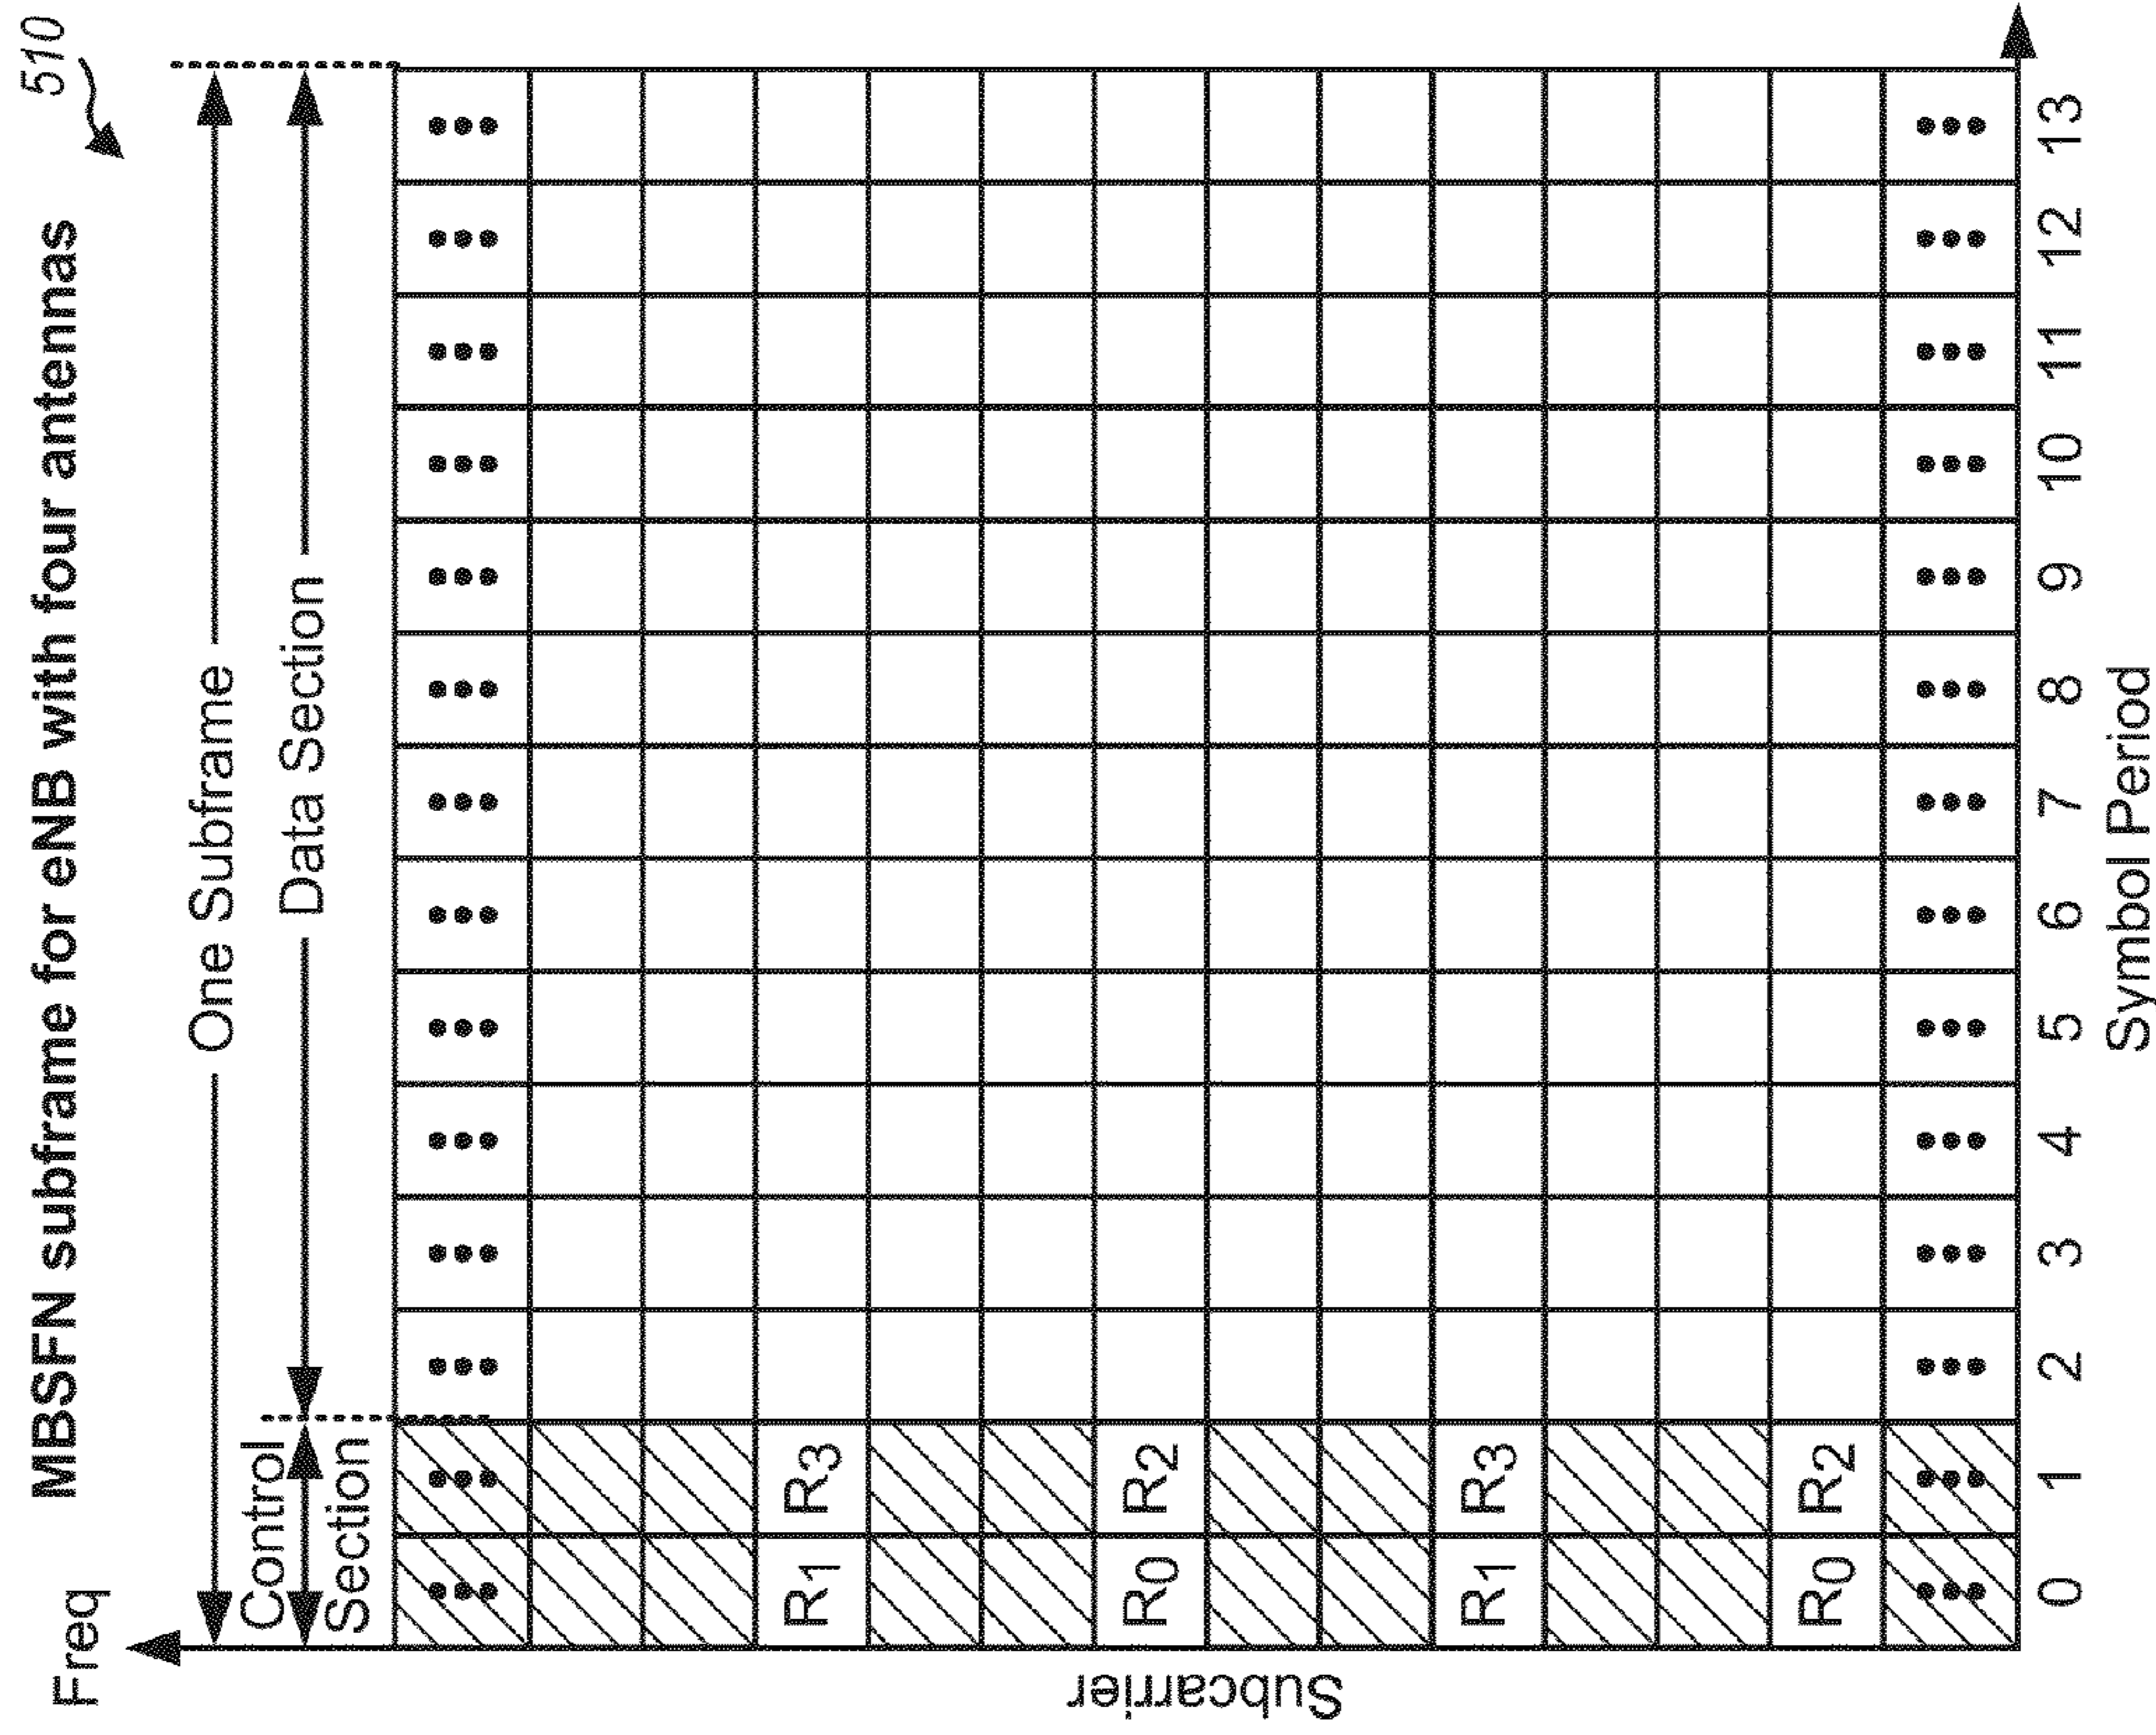 MBSFN subframe for eNB with four antennas
510
Freq
One Subframe
Control
Section
Data Section
Subcarrier
R1 R3
R0 R2
R1 R3
R0 R2
0 1 2 3 4 5 6 7 8 9 10 11 12 13
Symbol Period